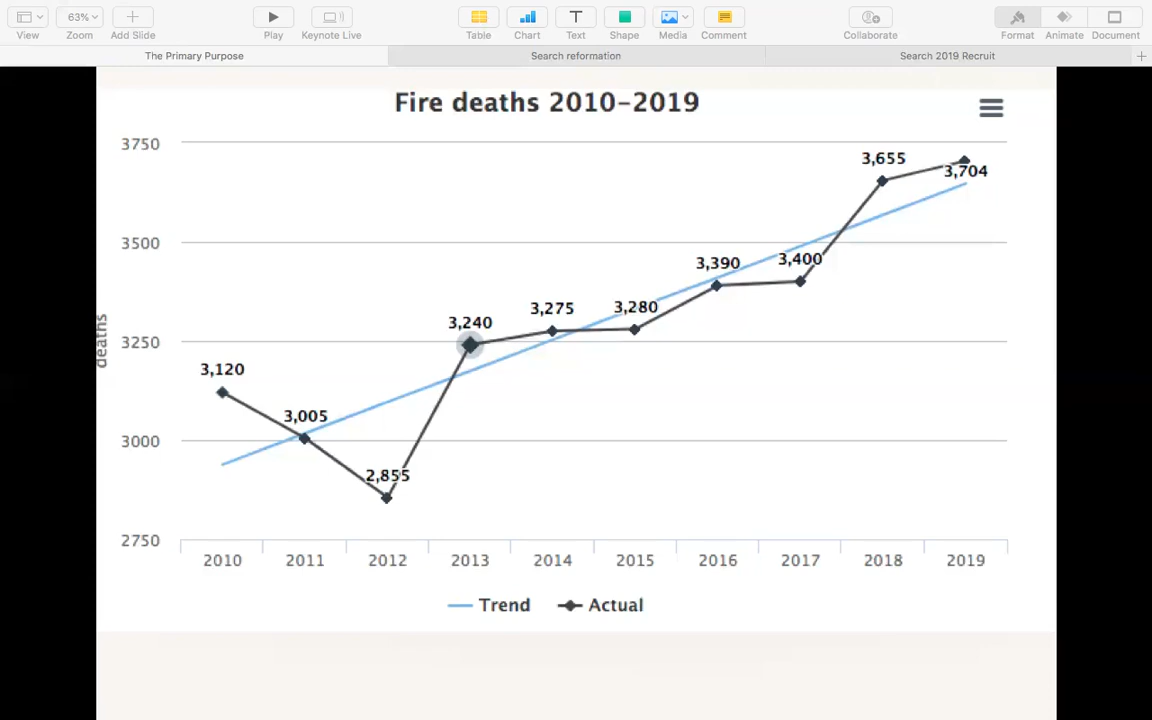 63%
View
Zoom
Add Slide
Play
Keynote Live
Table
Chart
Text
Shape
Media
Comment
Collaborate
Format
Animate
Document
The Primary Purpose
Search reformation
Search 2019 Recruit
Fire deaths 2010–2019
3750
3500
3250
3000
2750
deaths
3,120
3,005
2,855
3,240
3,275
3,280
3,390
3,400
3,655
3,704
2010
2011
2012
2013
2014
2015
2016
2017
2018
2019
Trend
Actual